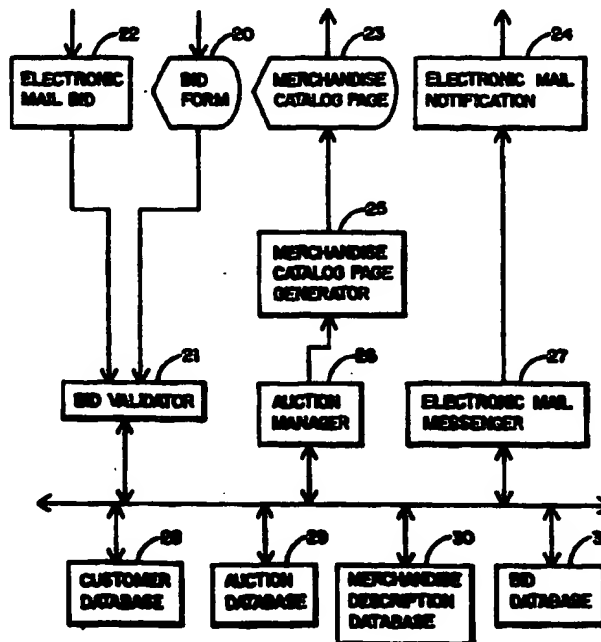 22
20
23
24
ELECTRONIC
MAIL BID
BID
FORM
MERCHANDISE
CATALOG PAGE
ELECTRONIC MAIL
NOTIFICATION
25
MERCHANDISE
CATALOG PAGE
GENERATOR
21
26
27
BID VALIDATOR
AUCTION
MANAGER
ELECTRONIC MAIL
MESSENGER
28
29
30
3
CUSTOMER
DATABASE
AUCTION
DATABASE
MERCHANDISE
DESCRIPTION
DATABASE
BID
DATABASE